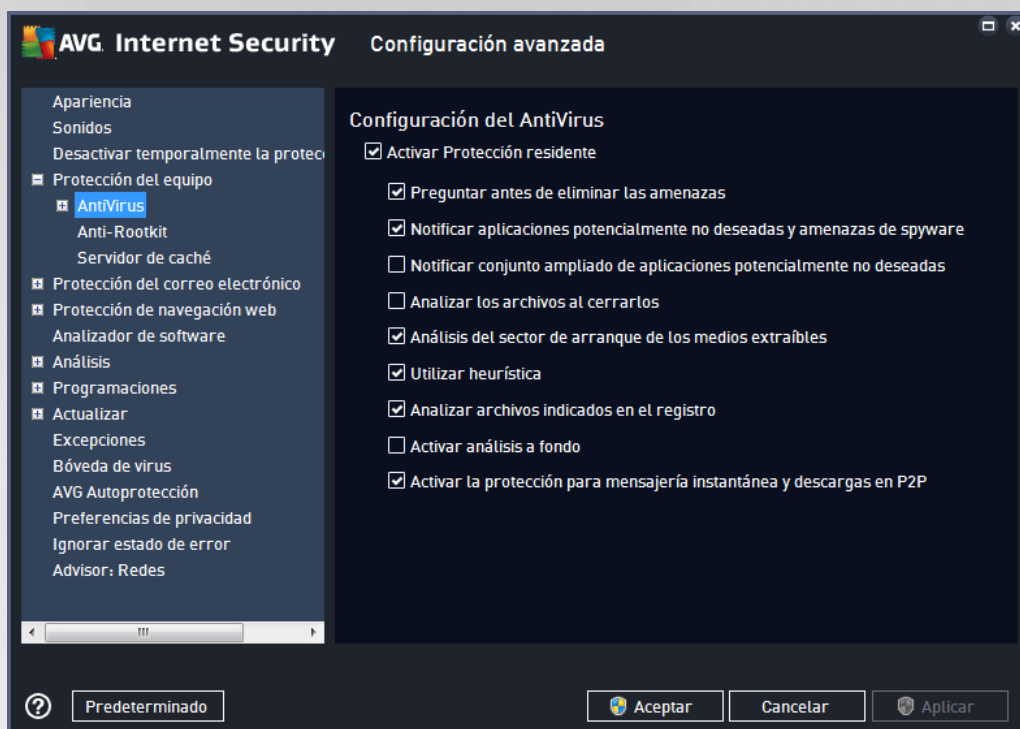 AVG. Internet Security Configuración avanzada
Apariencia
Sonidos
Desactivar temporalmente la protec
Protección del equipo
AntiVirus
Anti-Rootkit
Servidor de caché
Protección del correo electrónico
Protección de navegación web
Analizador de software
Análisis
Programaciones
Actualizar
Excepciones
Bóveda de virus
AVG Autoprotección
Preferencias de privacidad
Ignorar estado de error
Advisor: Redes
Configuración del AntiVirus
Activar Protección residente
Preguntar antes de eliminar las amenazas
Notificar aplicaciones potencialmente no deseadas y amenazas de spyware
Notificar conjunto ampliado de aplicaciones potencialmente no deseadas
Analizar los archivos al cerrarlos
Análisis del sector de arranque de los medios extraíbles
Utilizar heurística
Analizar archivos indicados en el registro
Activar análisis a fondo
Activar la protección para mensajería instantánea y descargas en P2P
Predeterminado
Aceptar
Cancelar
Aplicar